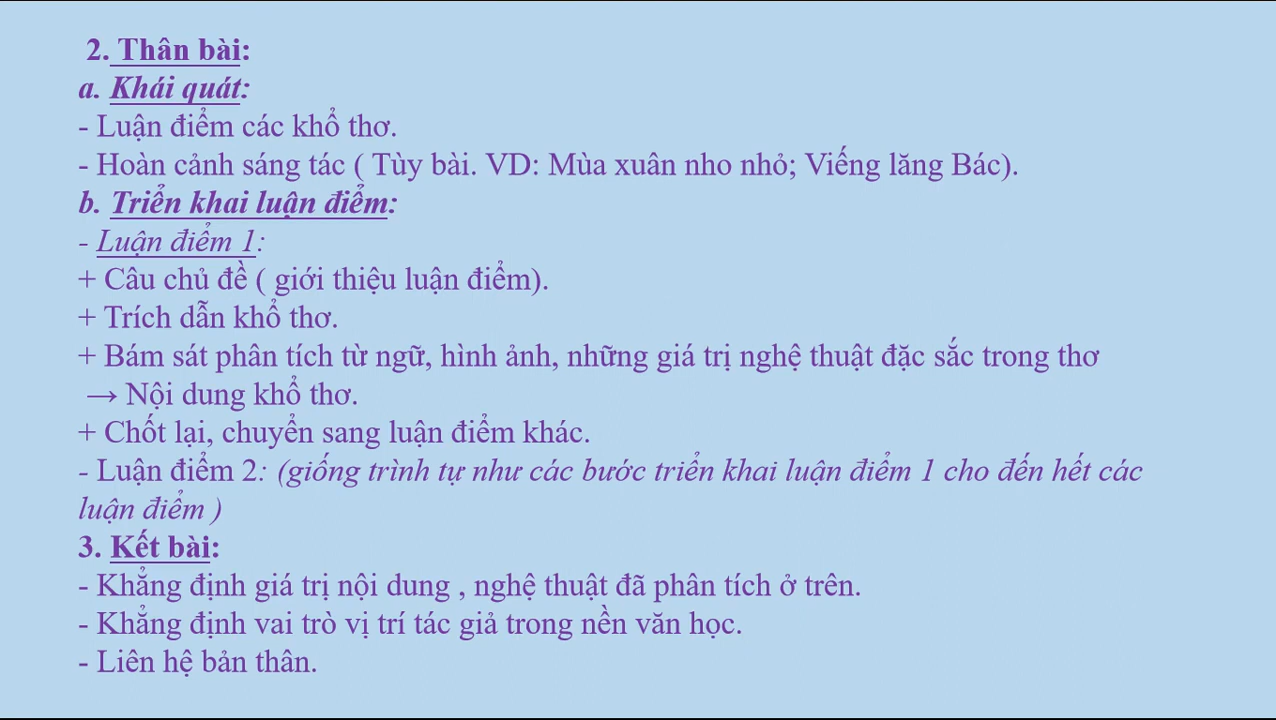 2. Thân bài:
a. Khái quát:
- Luận điểm các khổ thơ.
- Hoàn cảnh sáng tác ( Tùy bài. VD: Mùa xuân nho nhỏ; Viếng lăng Bác).
b. Triển khai luận điểm:
- Luận điểm 1:
+ Câu chủ đề ( giới thiệu luận điểm).
+ Trích dẫn khổ thơ.
+ Bám sát phân tích từ ngữ, hình ảnh, những giá trị nghệ thuật đặc sắc trong thơ
→ Nội dung khổ thơ.
+ Chốt lại, chuyển sang luận điểm khác.
- Luận điểm 2: (giống trình tự như các bước triển khai luận điểm 1 cho đến hết các
luận điểm )
3. Kết bài:
- Khẳng định giá trị nội dung , nghệ thuật đã phân tích ở trên.
- Khẳng định vai trò vị trí tác giả trong nền văn học.
- Liên hệ bản thân.